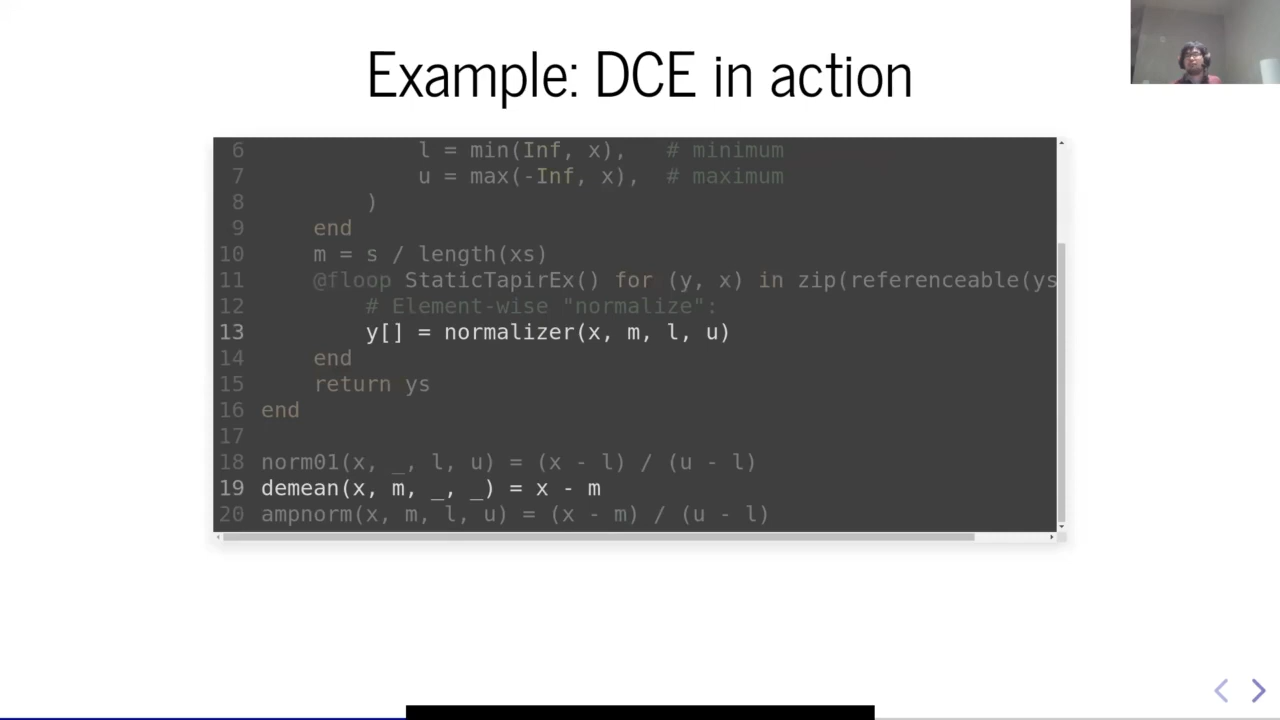 Example: DCE in action
6 l = min(Inf, x), # minimum
7 u = max(-Inf, x), # maximum
8 )
9 end
10 m = s / length(xs)
11 @floop StaticTapirEx() for (y, x) in zip(referenceable(ys
12 # Element-wise "normalize":
13 y[] = normalizer(x, m, l, u)
14 end
15 return ys
16 end
17
18 norm01(x, _, l, u) = (x - l) / (u - l)
19 demean(x, m, _, _) = x - m
20 ampnorm(x, m, l, u) = (x - m) / (u - l)